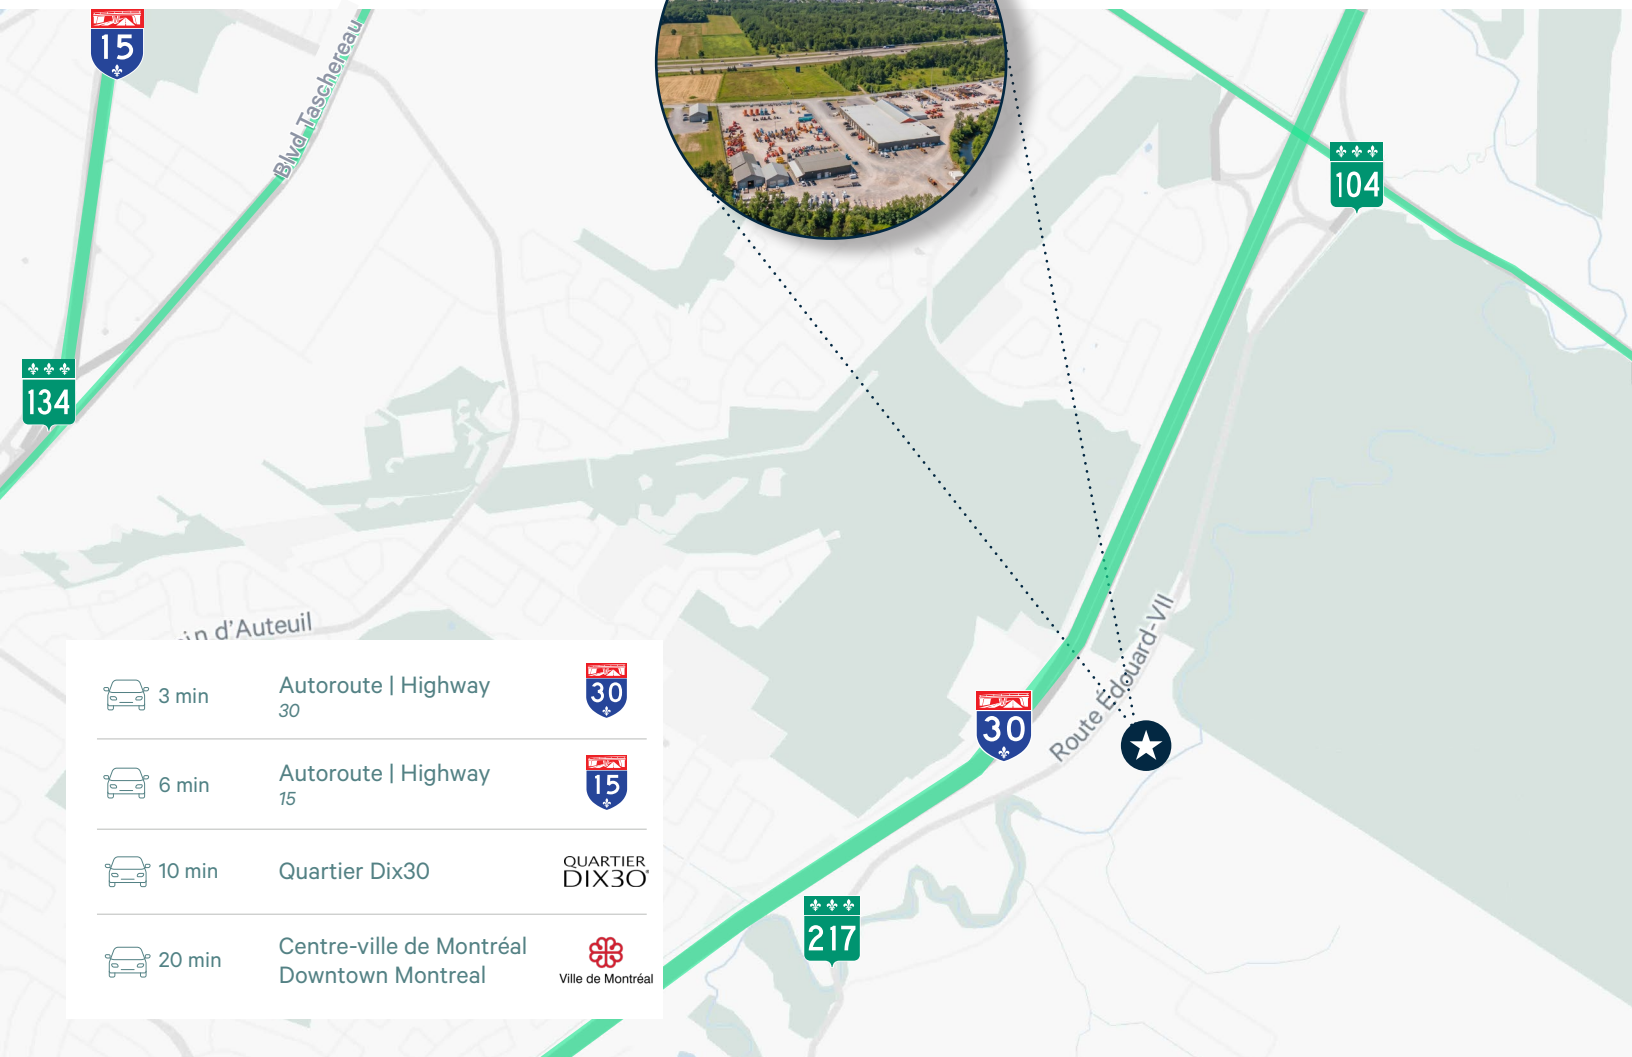 15
Blvd Taschereau
104
134
in d'Auteuil
Route Édouard-VII
30
217
3 min
Autoroute | Highway
30
30
6 min
Autoroute | Highway
15
15
10 min
Quartier Dix30
QUARTIER
DIX30
20 min
Centre-ville de Montréal
Downtown Montreal
Ville de Montréal